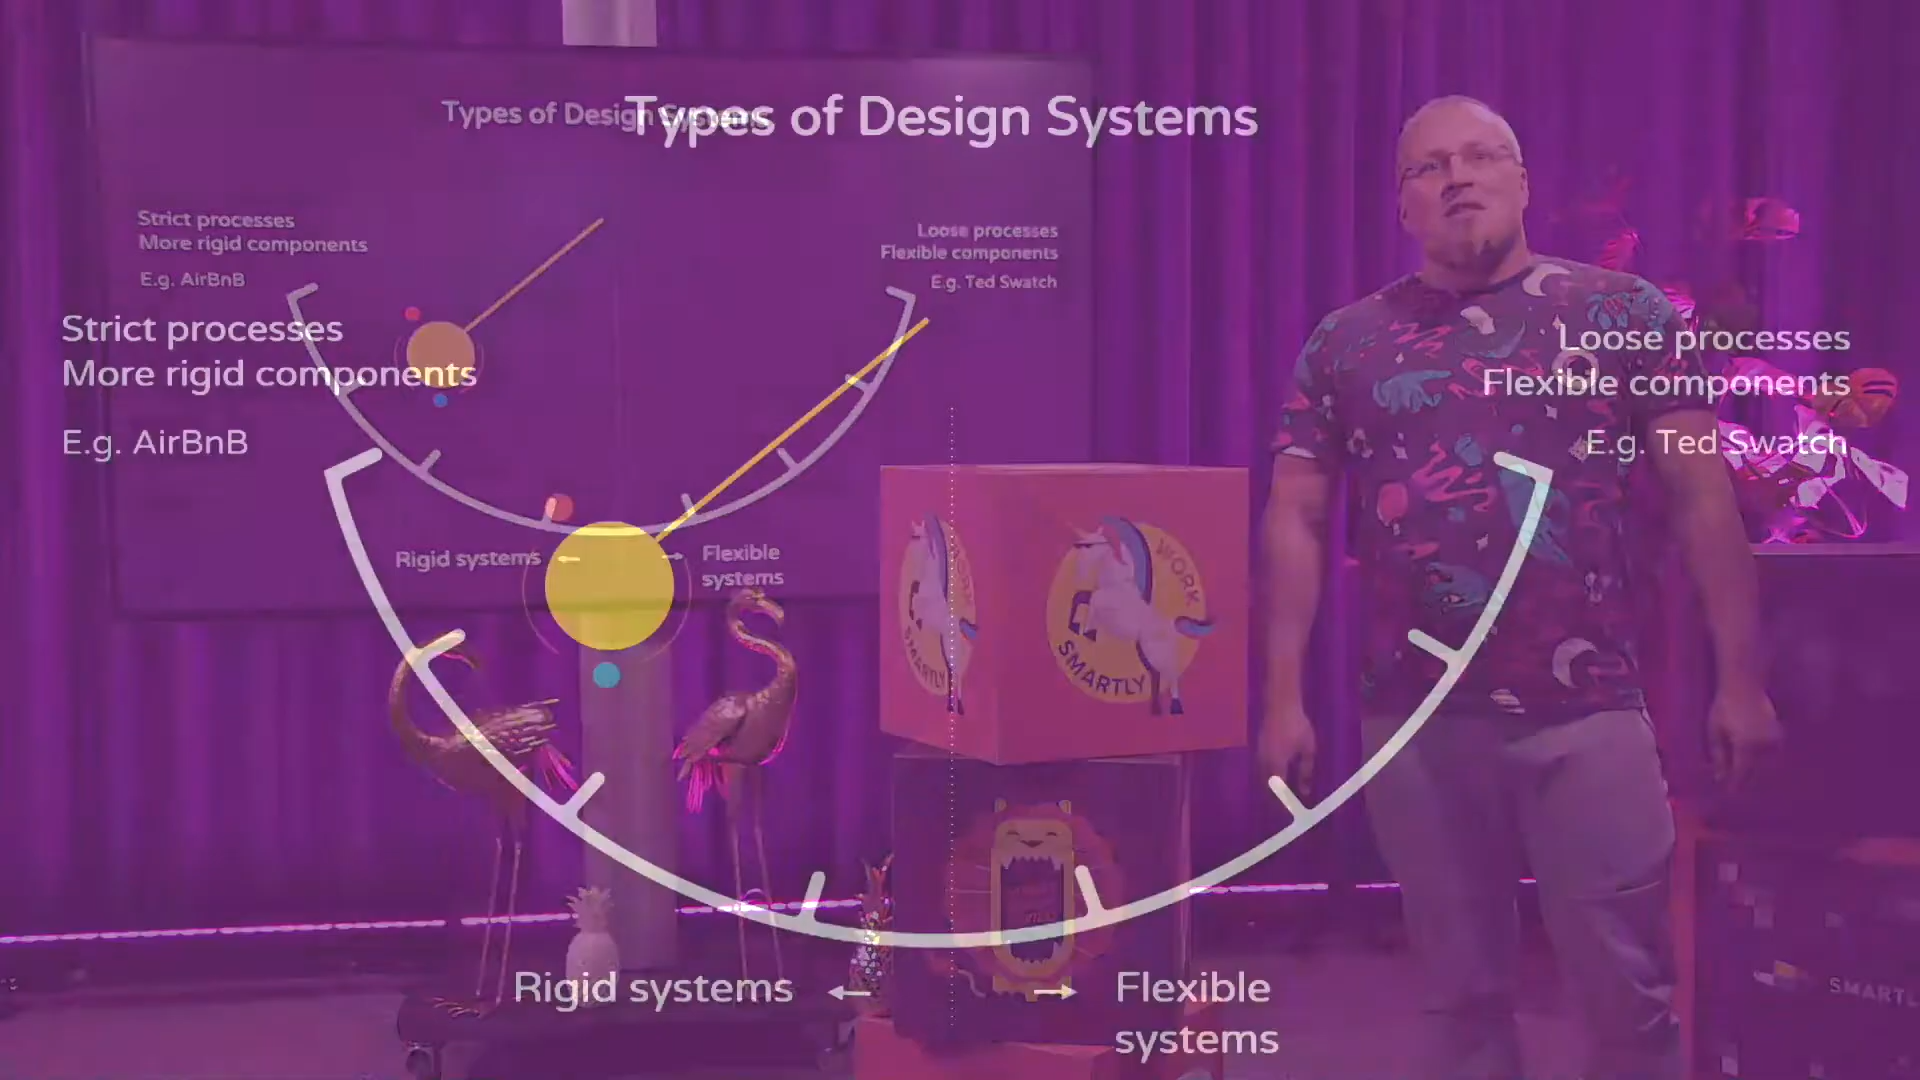 Types of Design Systems
Types of Design Systems
Strict processes
More rigid components
E.g. AirBnB
Loose processes
Flexible components
E.g. Ted Swatch
Strict processes
More rigid components
E.g. AirBnB
Loose processes
Flexible components
E.g. Ted Swatch
Rigid systems
Flexible
systems
WORK
SMARTLY
WORK
SMARTLY
Rigid systems
Flexible
systems
SMARTL